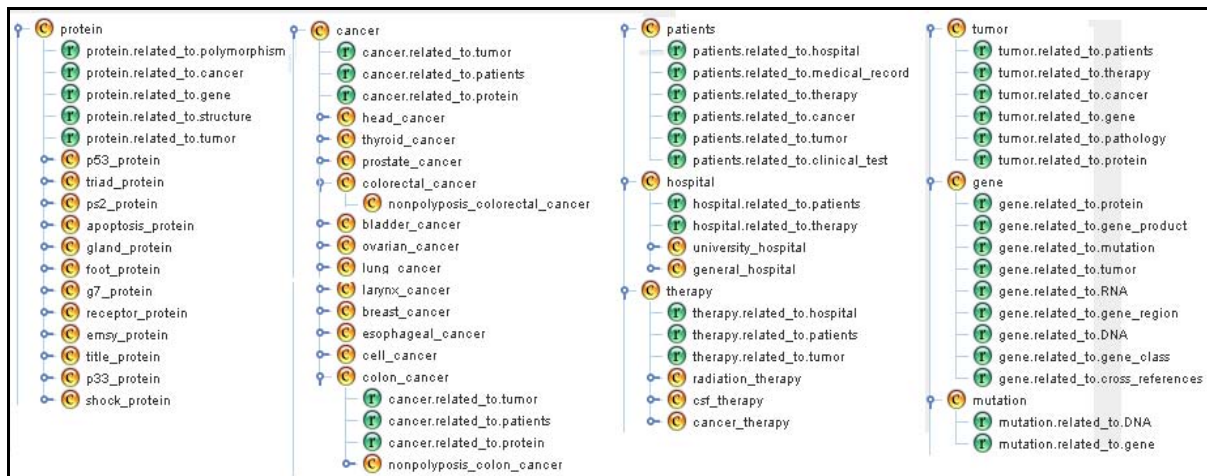 protein
protein.related_to.polymorphism
protein.related_to.cancer
protein.related_to.gene
protein.related_to.structure
protein.related_to.tumor
p53_protein
triad_protein
ps2_protein
apoptosis_protein
gland_protein
foot_protein
g7_protein
receptor_protein
emsy_protein
title_protein
p33_protein
shock_protein
cancer
cancer.related_to.tumor
cancer.related_to.patients
cancer.related_to.protein
head_cancer
thyroid_cancer
prostate_cancer
colorectal_cancer
nonpolyposis_colorectal_cancer
bladder_cancer
ovarian_cancer
lung_cancer
larynx_cancer
breast_cancer
esophageal_cancer
cell_cancer
colon_cancer
cancer.related_to.tumor
cancer.related_to.patients
cancer.related_to.protein
nonpolyposis_colon_cancer
patients
patients.related_to.hospital
patients.related_to.medical_record
patients.related_to.therapy
patients.related_to.cancer
patients.related_to.tumor
patients.related_to.clinical_test
hospital
hospital.related_to.patients
hospital.related_to.therapy
university_hospital
general_hospital
therapy
therapy.related_to.hospital
therapy.related_to.patients
therapy.related_to.tumor
radiation_therapy
csf_therapy
cancer_therapy
tumor
tumor.related_to.patients
tumor.related_to.therapy
tumor.related_to.cancer
tumor.related_to.gene
tumor.related_to.pathology
tumor.related_to.protein
gene
gene.related_to.protein
gene.related_to.gene_product
gene.related_to.mutation
gene.related_to.tumor
gene.related_to.RNA
gene.related_to.gene_region
gene.related_to.DNA
gene.related_to.gene_class
gene.related_to.cross_references
mutation
mutation.related_to.DNA
mutation.related_to.gene